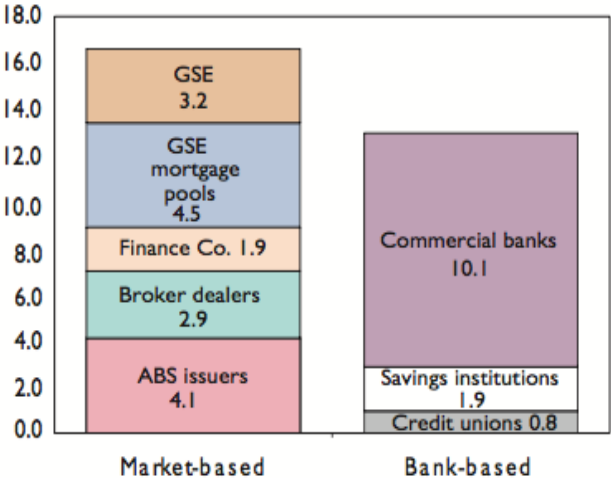 18.0
16.0
14.0
12.0
10.0
8.0
6.0
4.0
2.0
0.0
GSE
3.2
GSE
mortgage
pools
4.5
Finance Co. 1.9
Broker dealers
2.9
ABS issuers
4.1
Commercial banks
10.1
Savings institutions
1.9
Credit unions 0.8
Market-based
Bank-based